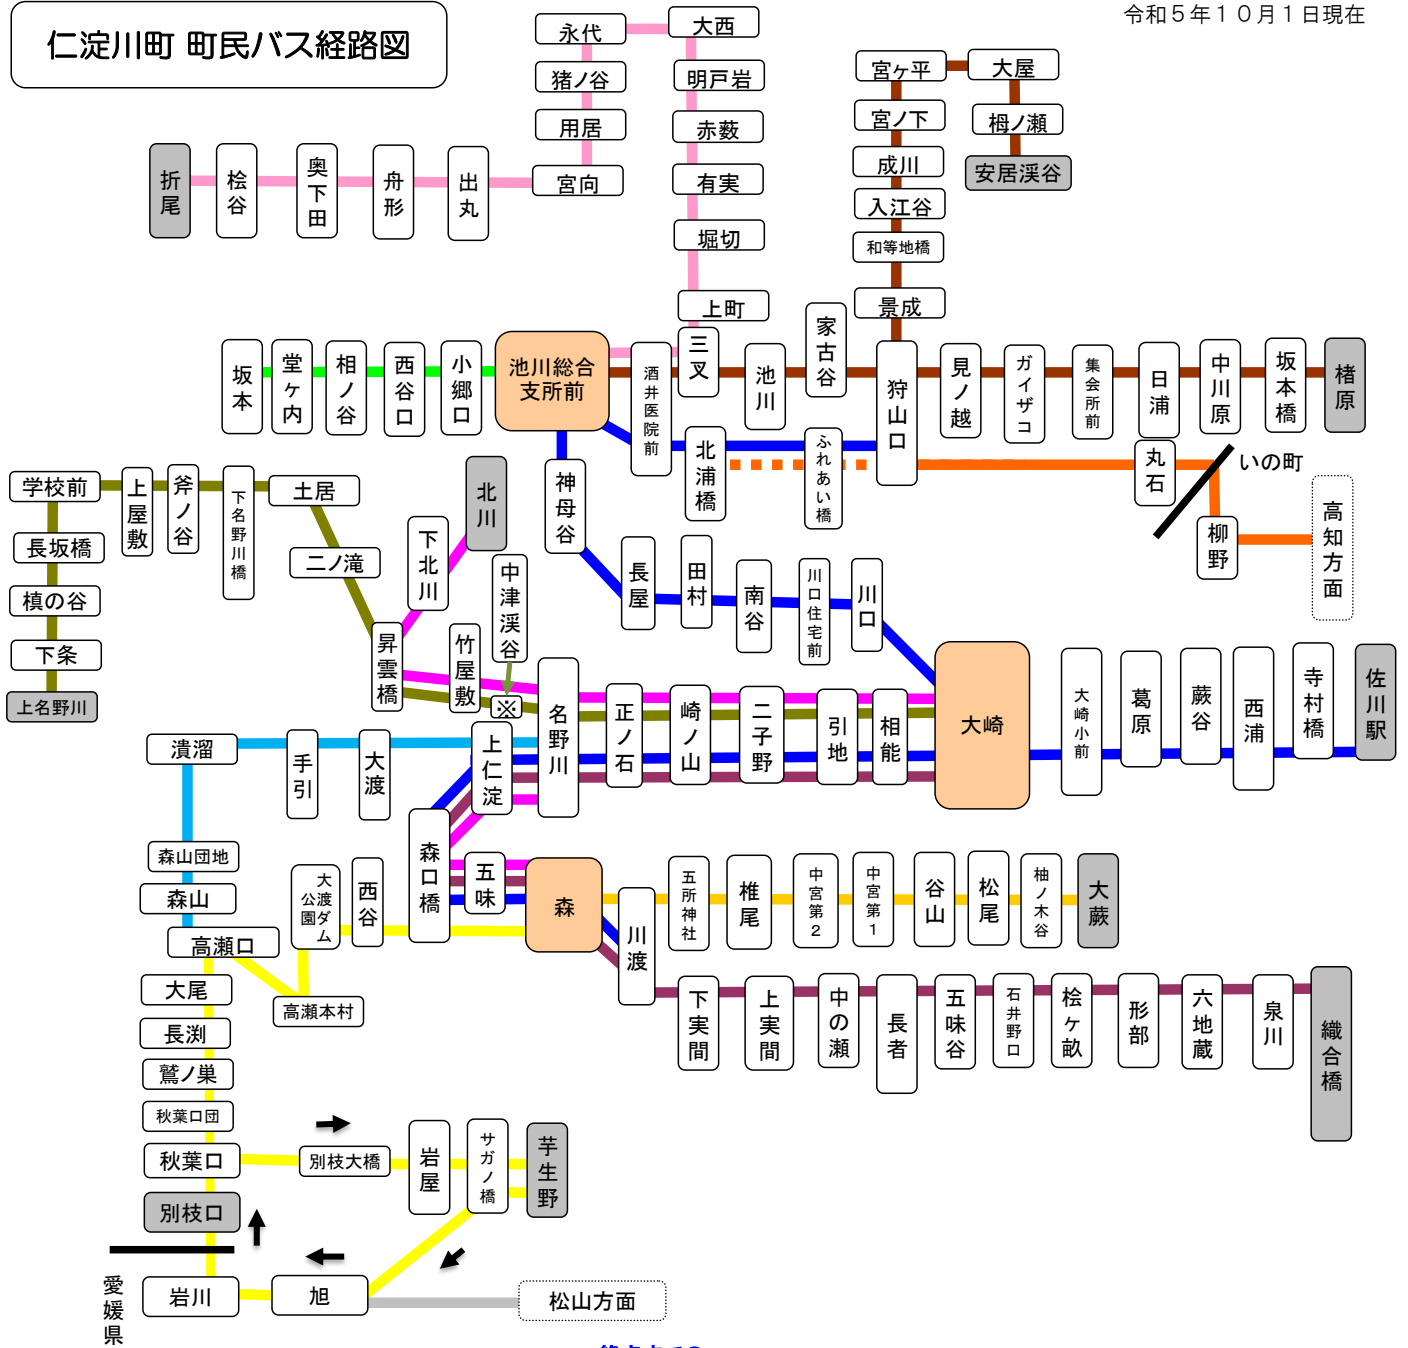 仁淀川町 町民バス経路図
令和５年１０月１日現在
永代
大西
猪ノ谷
明戸岩
用居
赤薮
宮向
有実
堀切
上町
折尾
桧谷
奥下田
舟形
出丸
宮ヶ平
大屋
宮ノ下
栂ノ瀬
成川
安居渓谷
入江谷
和等地橋
景成
坂本
堂ヶ内
相ノ谷
西谷口
小郷口
池川総合
支所前
酒井医院前
三叉
池川
家古谷
狩山口
見ノ越
ガイザコ
集会所前
日浦
中川原
坂本橋
楮原
北浦橋
ふれあい橋
丸石
いの町
柳野
高知方面
学校前
上屋敷
斧ノ谷
下名野川橋
土居
長坂橋
槙の谷
下条
上名野川
二ノ滝
下北川
北川
中津渓谷
神母谷
長屋
田村
南谷
川口住宅前
川口
昇雲橋
竹屋敷
※
名野川
正ノ石
崎ノ山
二子野
引地
相能
大崎
大崎小前
葛原
蕨谷
西浦
寺村橋
佐川駅
潰溜
手引
大渡
上仁淀
森山団地
森山
高瀬口
大渡ダム
公園
西谷
森口橋
五味
森
川渡
五所神社
椎尾
中宮第２
中宮第１
谷山
松尾
柚ノ木谷
大蕨
大尾
高瀬本村
長渕
鷲ノ巣
秋葉口団
秋葉口
別枝口
下実間
上実間
中の瀬
長者
五味谷
石井野口
桧ヶ畝
形部
六地蔵
泉川
織合橋
別枝大橋
岩屋
サガノ橋
芋生野
愛媛県
岩川
旭
松山方面